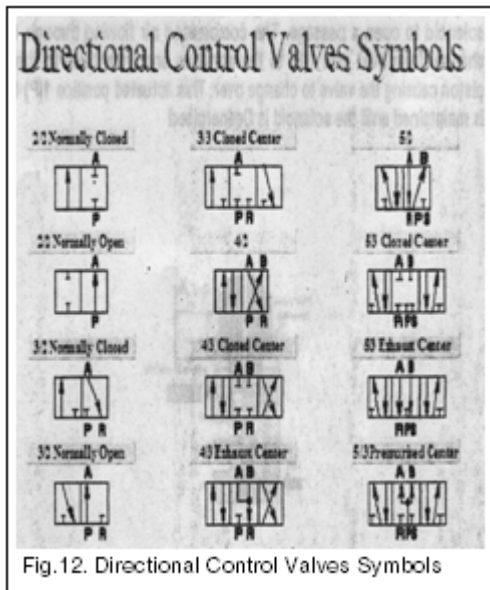 Directional Control Valves Symbols
2/2 Normally Closed
A
P
3/3 Closed Center
A
P R
5/2
A B
R P S
2/2 Normally Open
A
P
4/2
A B
P R
5/3 Closed Center
A B
R P S
3/2 Normally Closed
A
P R
4/3 Closed Center
A B
P R
5/3 Exhaust Center
A B
R P S
3/2 Normally Open
A
P R
4/3 Exhaust Center
A B
P R
5/3 Pressurised Center
A B
R P S
Fig.12. Directional Control Valves Symbols